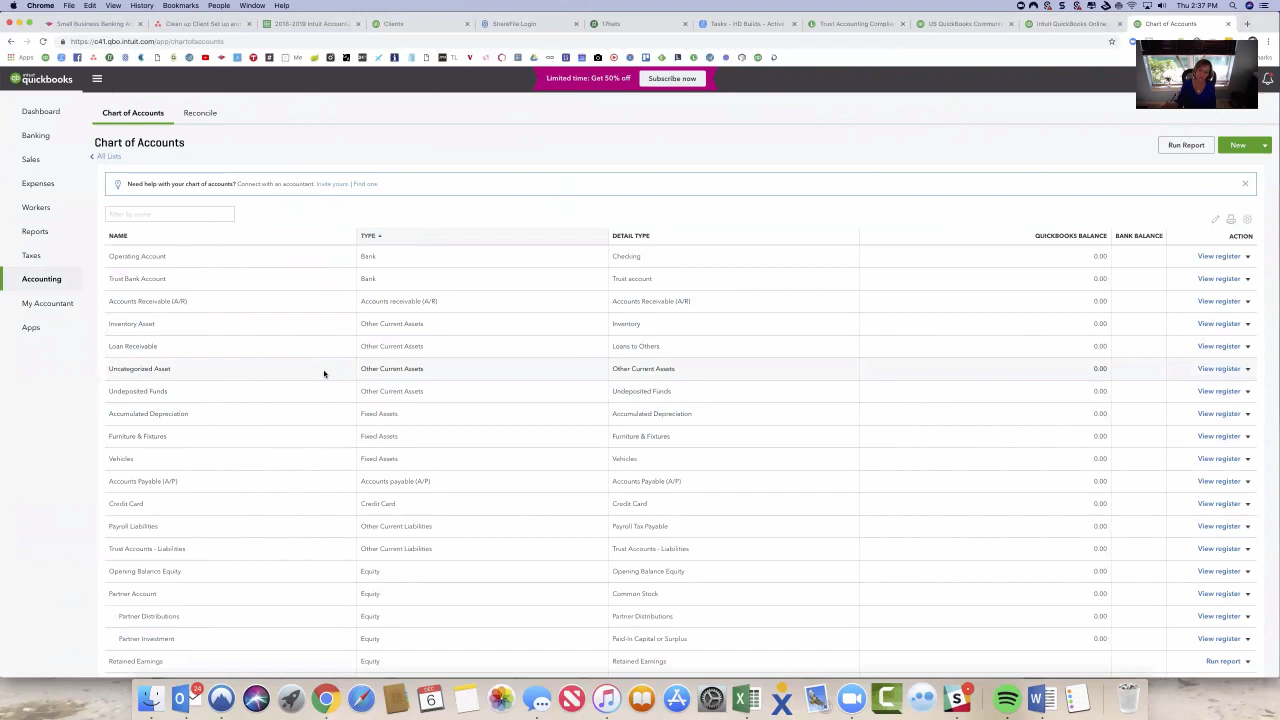 Chrome File Edit View History Bookmarks People Window Help
Thu 2:37 PM
Small Business Banking Ac
Clean up Client Set up and
2018-2019 Intuit Accounta
Clients
ShareFile Login
17hats
Tasks - HD Builds - Active
Trust Accounting Complia
US QuickBooks Communi
Intuit QuickBooks Online
Chart of Accounts
https://c41.qbo.intuit.com/app/chartofaccounts
Apps
Me
intuit
quickbooks
Limited time: Get 50% off
Subscribe now
Dashboard
Banking
Sales
Expenses
Workers
Reports
Taxes
Accounting
My Accountant
Apps
Chart of Accounts Reconcile
Chart of Accounts
All Lists
Run Report
New
Need help with your chart of accounts? Connect with an accountant. Invite yours. | Find one.
Filter by name
NAME TYPE DETAIL TYPE QUICKBOOKS BALANCE BANK BALANCE ACTION
Operating Account Bank Checking 0.00 View register
Trust Bank Account Bank Trust account 0.00 View register
Accounts Receivable (A/R) Accounts receivable (A/R) Accounts Receivable (A/R) 0.00 View register
Inventory Asset Other Current Assets Inventory 0.00 View register
Loan Receivable Other Current Assets Loans to Others 0.00 View register
Uncategorized Asset Other Current Assets Other Current Assets 0.00 View register
Undeposited Funds Other Current Assets Undeposited Funds 0.00 View register
Accumulated Depreciation Fixed Assets Accumulated Depreciation 0.00 View register
Furniture & Fixtures Fixed Assets Furniture & Fixtures 0.00 View register
Vehicles Fixed Assets Vehicles 0.00 View register
Accounts Payable (A/P) Accounts payable (A/P) Accounts Payable (A/P) 0.00 View register
Credit Card Credit Card Credit Card 0.00 View register
Payroll Liabilities Other Current Liabilities Payroll Tax Payable 0.00 View register
Trust Accounts - Liabilities Other Current Liabilities Trust Accounts - Liabilities 0.00 View register
Opening Balance Equity Equity Opening Balance Equity 0.00 View register
Partner Account Equity Common Stock 0.00 View register
Partner Distributions Equity Partner Distributions 0.00 View register
Partner Investment Equity Paid-In Capital or Surplus 0.00 View register
Retained Earnings Equity Retained Earnings Run report
24
DEC
6